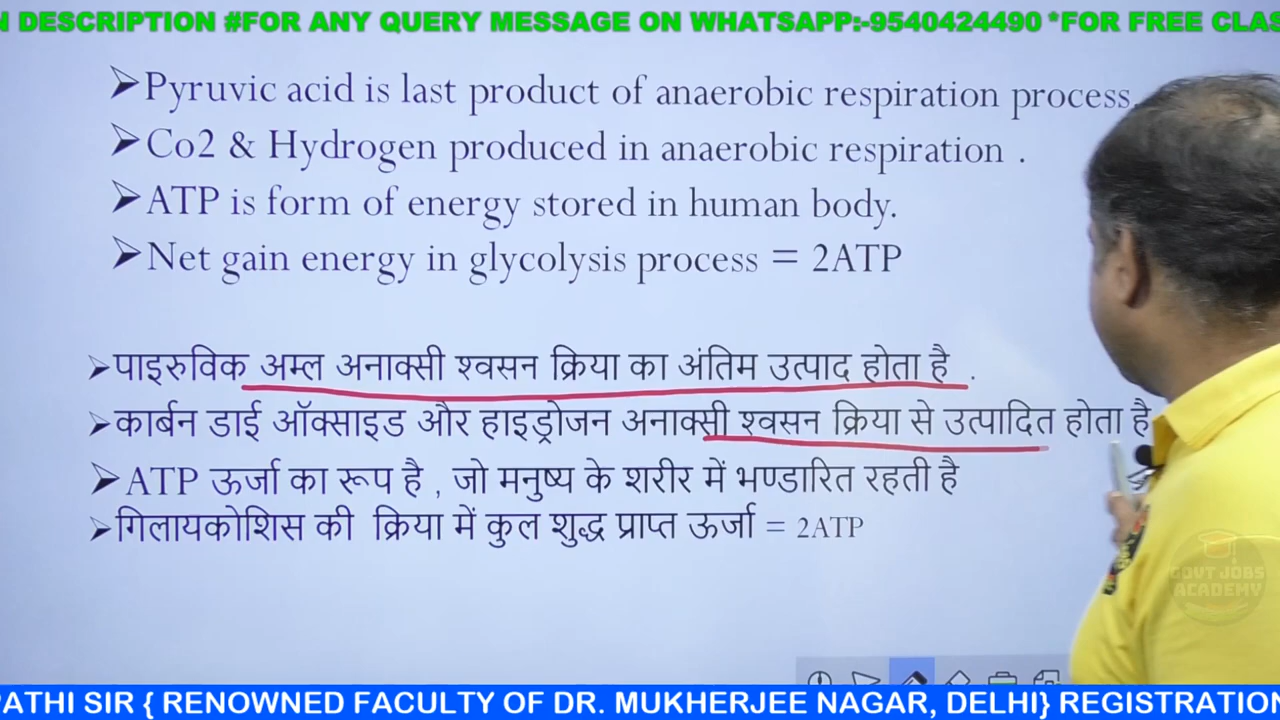 N DESCRIPTION #FOR ANY QUERY MESSAGE ON WHATSAPP:-9540424490 *FOR FREE CLAS
➢Pyruvic acid is last product of anaerobic respiration process.
➢Co2 & Hydrogen produced in anaerobic respiration .
➢ATP is form of energy stored in human body.
➢Net gain energy in glycolysis process = 2ATP
➢पाइरुविक अम्ल अनाक्सी श्वसन क्रिया का अंतिम उत्पाद होता है .
➢कार्बन डाई ऑक्साइड और हाइड्रोजन अनाक्सी श्वसन क्रिया से उत्पादित होता है
➢ATP ऊर्जा का रूप है , जो मनुष्य के शरीर में भण्डारित रहती है
➢गिलायकोशिस की क्रिया में कुल शुद्ध प्राप्त ऊर्जा = 2ATP
GOVT JOBS
ACADEMY
PATHI SIR { RENOWNED FACULTY OF DR. MUKHERJEE NAGAR, DELHI} REGISTRATION